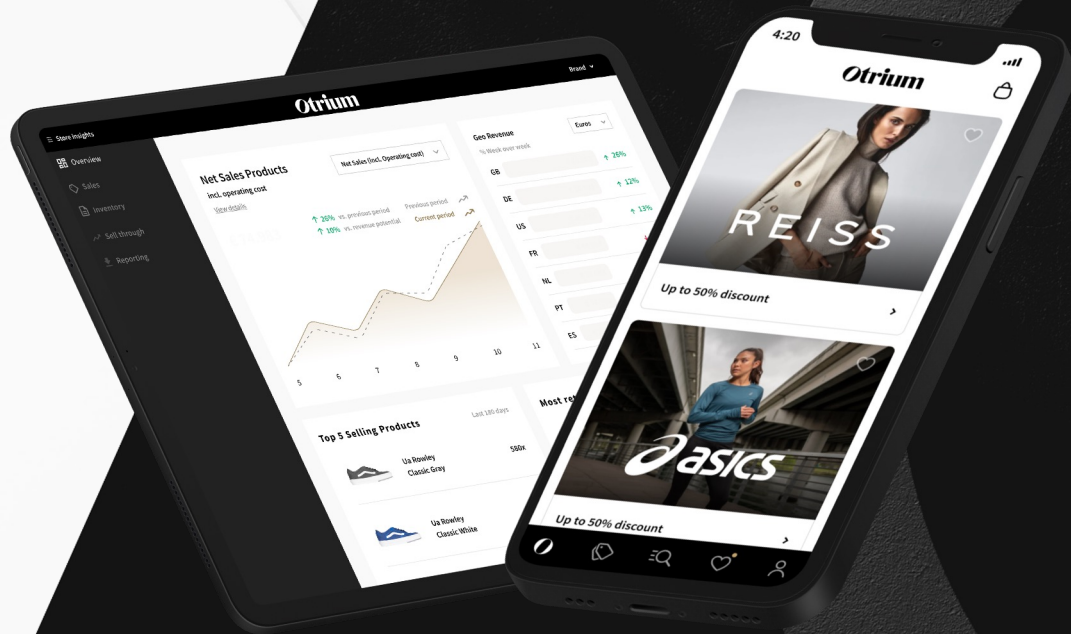 Otrium
Store Insights
Brand
Overview
Sales
Inventory
Sell through
Reporting
Net Sales Products
incl. operating cost
View details
Net Sales (incl. Operating cost)
26% vs. previous period
10% vs. revenue potential
Previous period
Current period
5 6 7 8 9 10 11
Geo Revenue
Euros
% Week over week
GB 26%
DE 12%
US 13%
FR
NL
PT
ES
Top 5 Selling Products
Last 180 days
Ua Rowley
Classic Gray
580x
Ua Rowley
Classic White
4:20
Otrium
REISS
Up to 50% discount
asics
Up to 50% discount